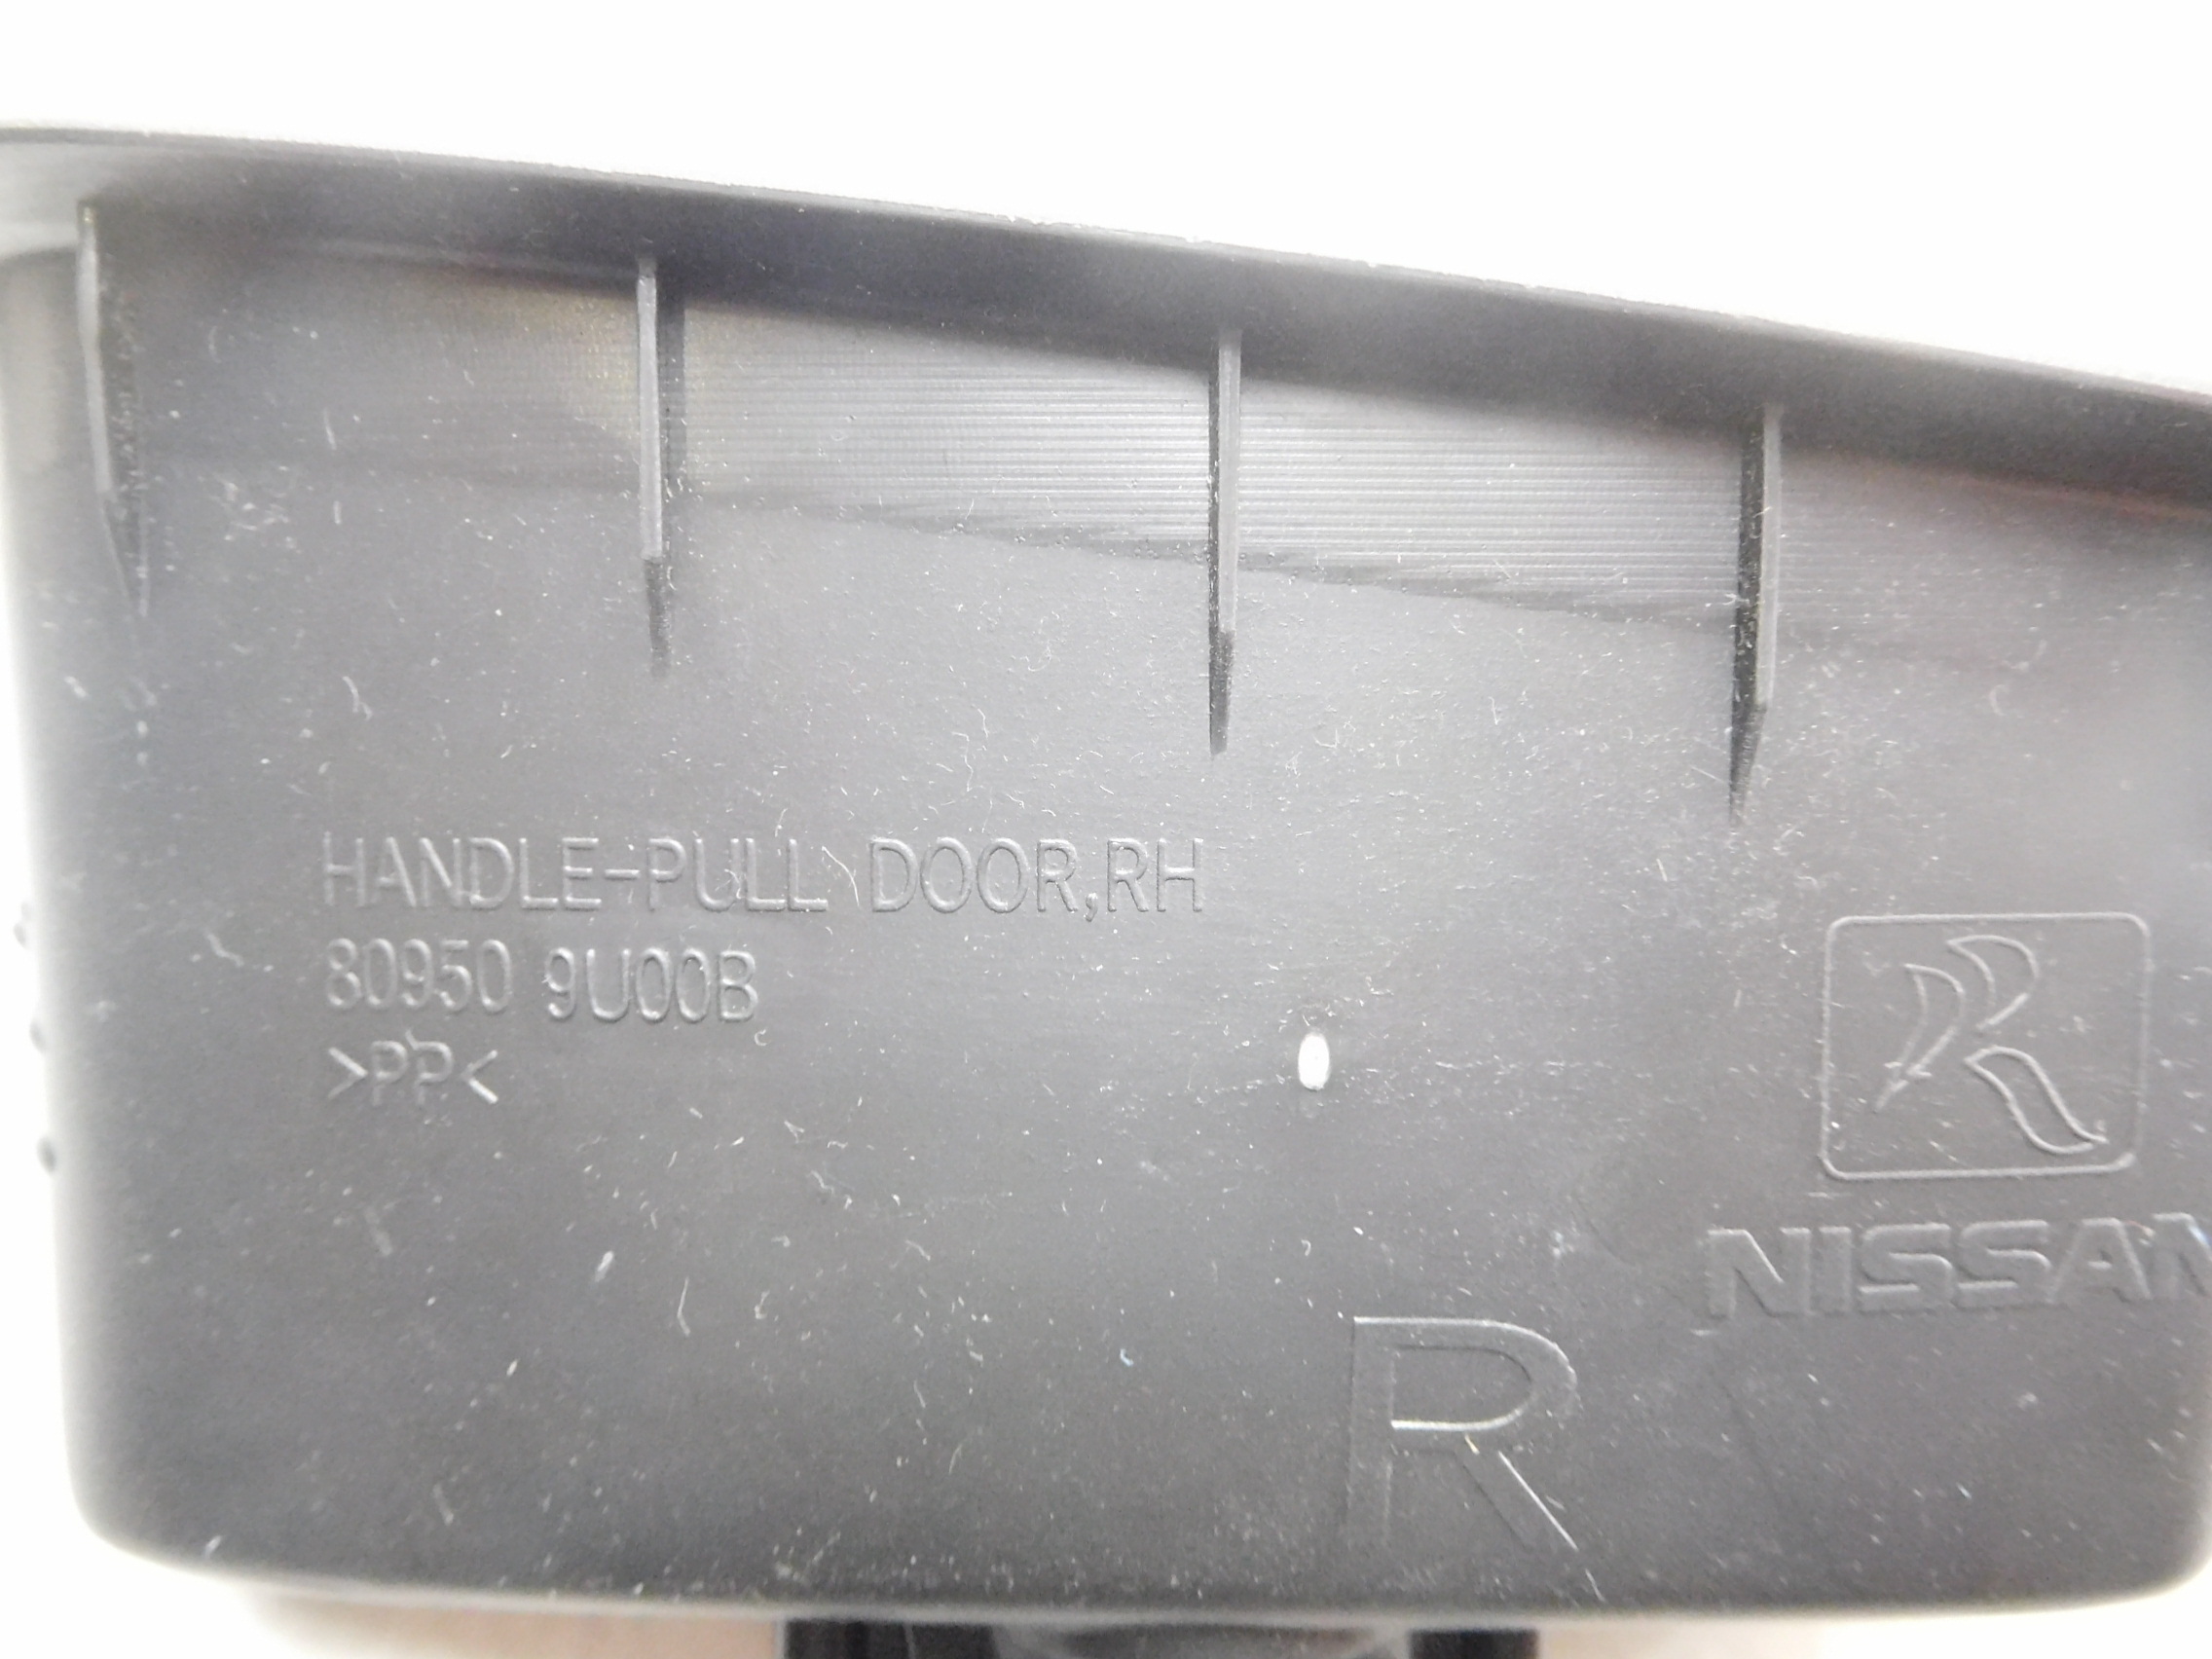 HANDLE-PULL DOOR,RH
80950 9U00B
>PP<
R
NISSAN
R